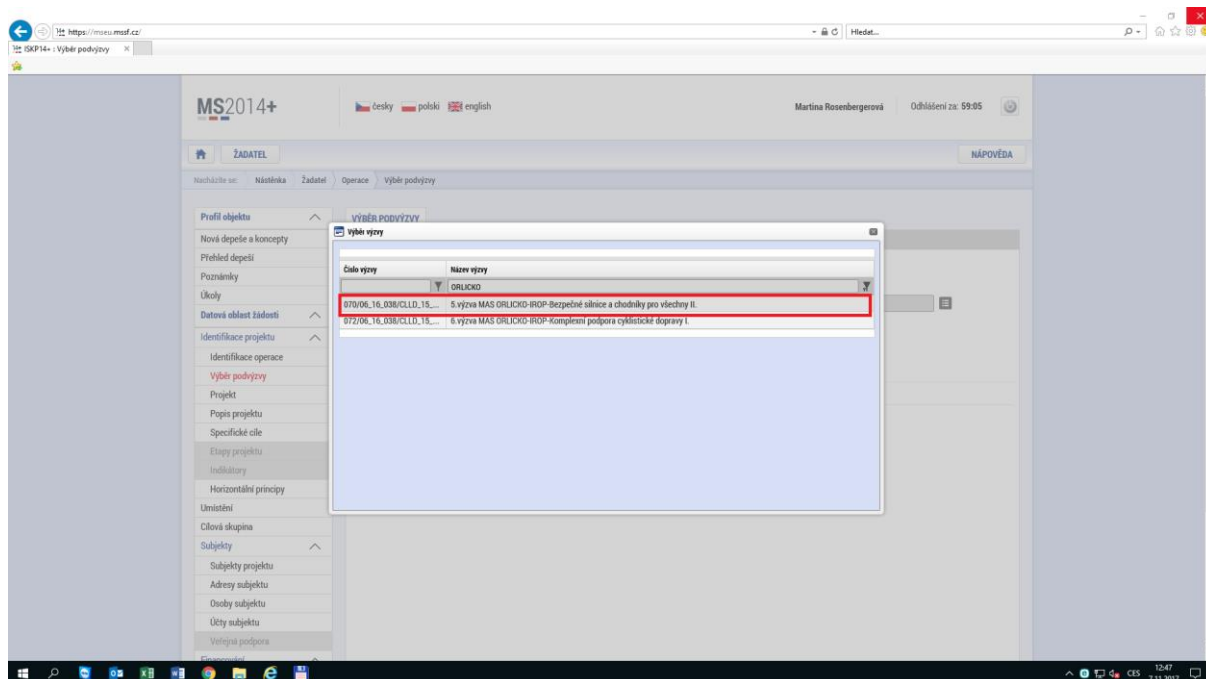 https://mseu.mssf.cz/
Hledat...
ISKP14+ : Výběr podvýzvy
MS2014+
česky polski english
Martina Rosenbergerová
Odhlášení za: 59:05
ŽADATEL
NÁPOVĚDA
Nacházíte se: Nástěnka Žadatel Operace Výběr podvýzvy
Profil objektu
VÝBĚR PODVÝZVY
Nová depeše a koncepty
Výběr výzvy
Přehled depeší
Poznámky
Číslo výzvy Název výzvy
Úkoly
ORLICKO
Datová oblast žádosti
070/06_16_038/CLLD_15_... 5.výzva MAS ORLICKO-IROP-Bezpečné silnice a chodníky pro všechny II.
072/06_16_038/CLLD_15_... 6.výzva MAS ORLICKO-IROP-Komplexní podpora cyklistické dopravy I.
Identifikace projektu
Identifikace operace
Výběr podvýzvy
Projekt
Popis projektu
Specifické cíle
Etapy projektu
Indikátory
Horizontální principy
Umístění
Cílová skupina
Subjekty
Subjekty projektu
Adresy subjektu
Osoby subjektu
Účty subjektu
Veřejná podpora
Financování
CES
12:47
7.11.2017